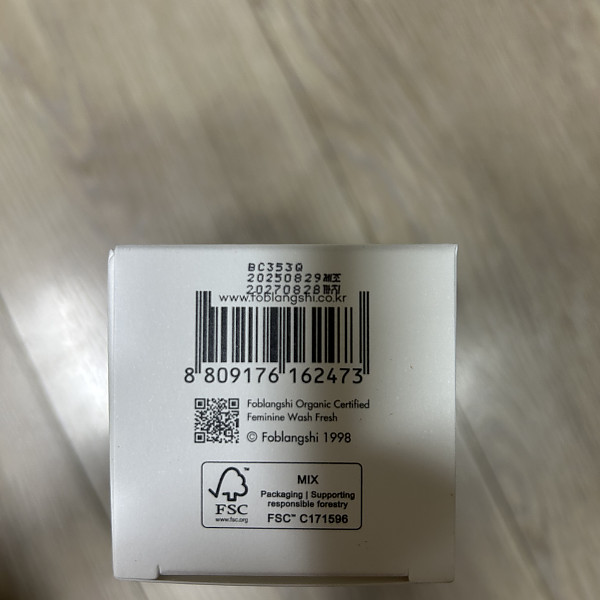 BC353Q
20250829제조
20270828까지
www.foblangshi.co.kr
8 809176 162473
Foblangshi Organic Certified
Feminine Wash Fresh
© Foblangshi 1998
FSC
www.fsc.org
MIX
Packaging | Supporting
responsible forestry
FSC™ C171596